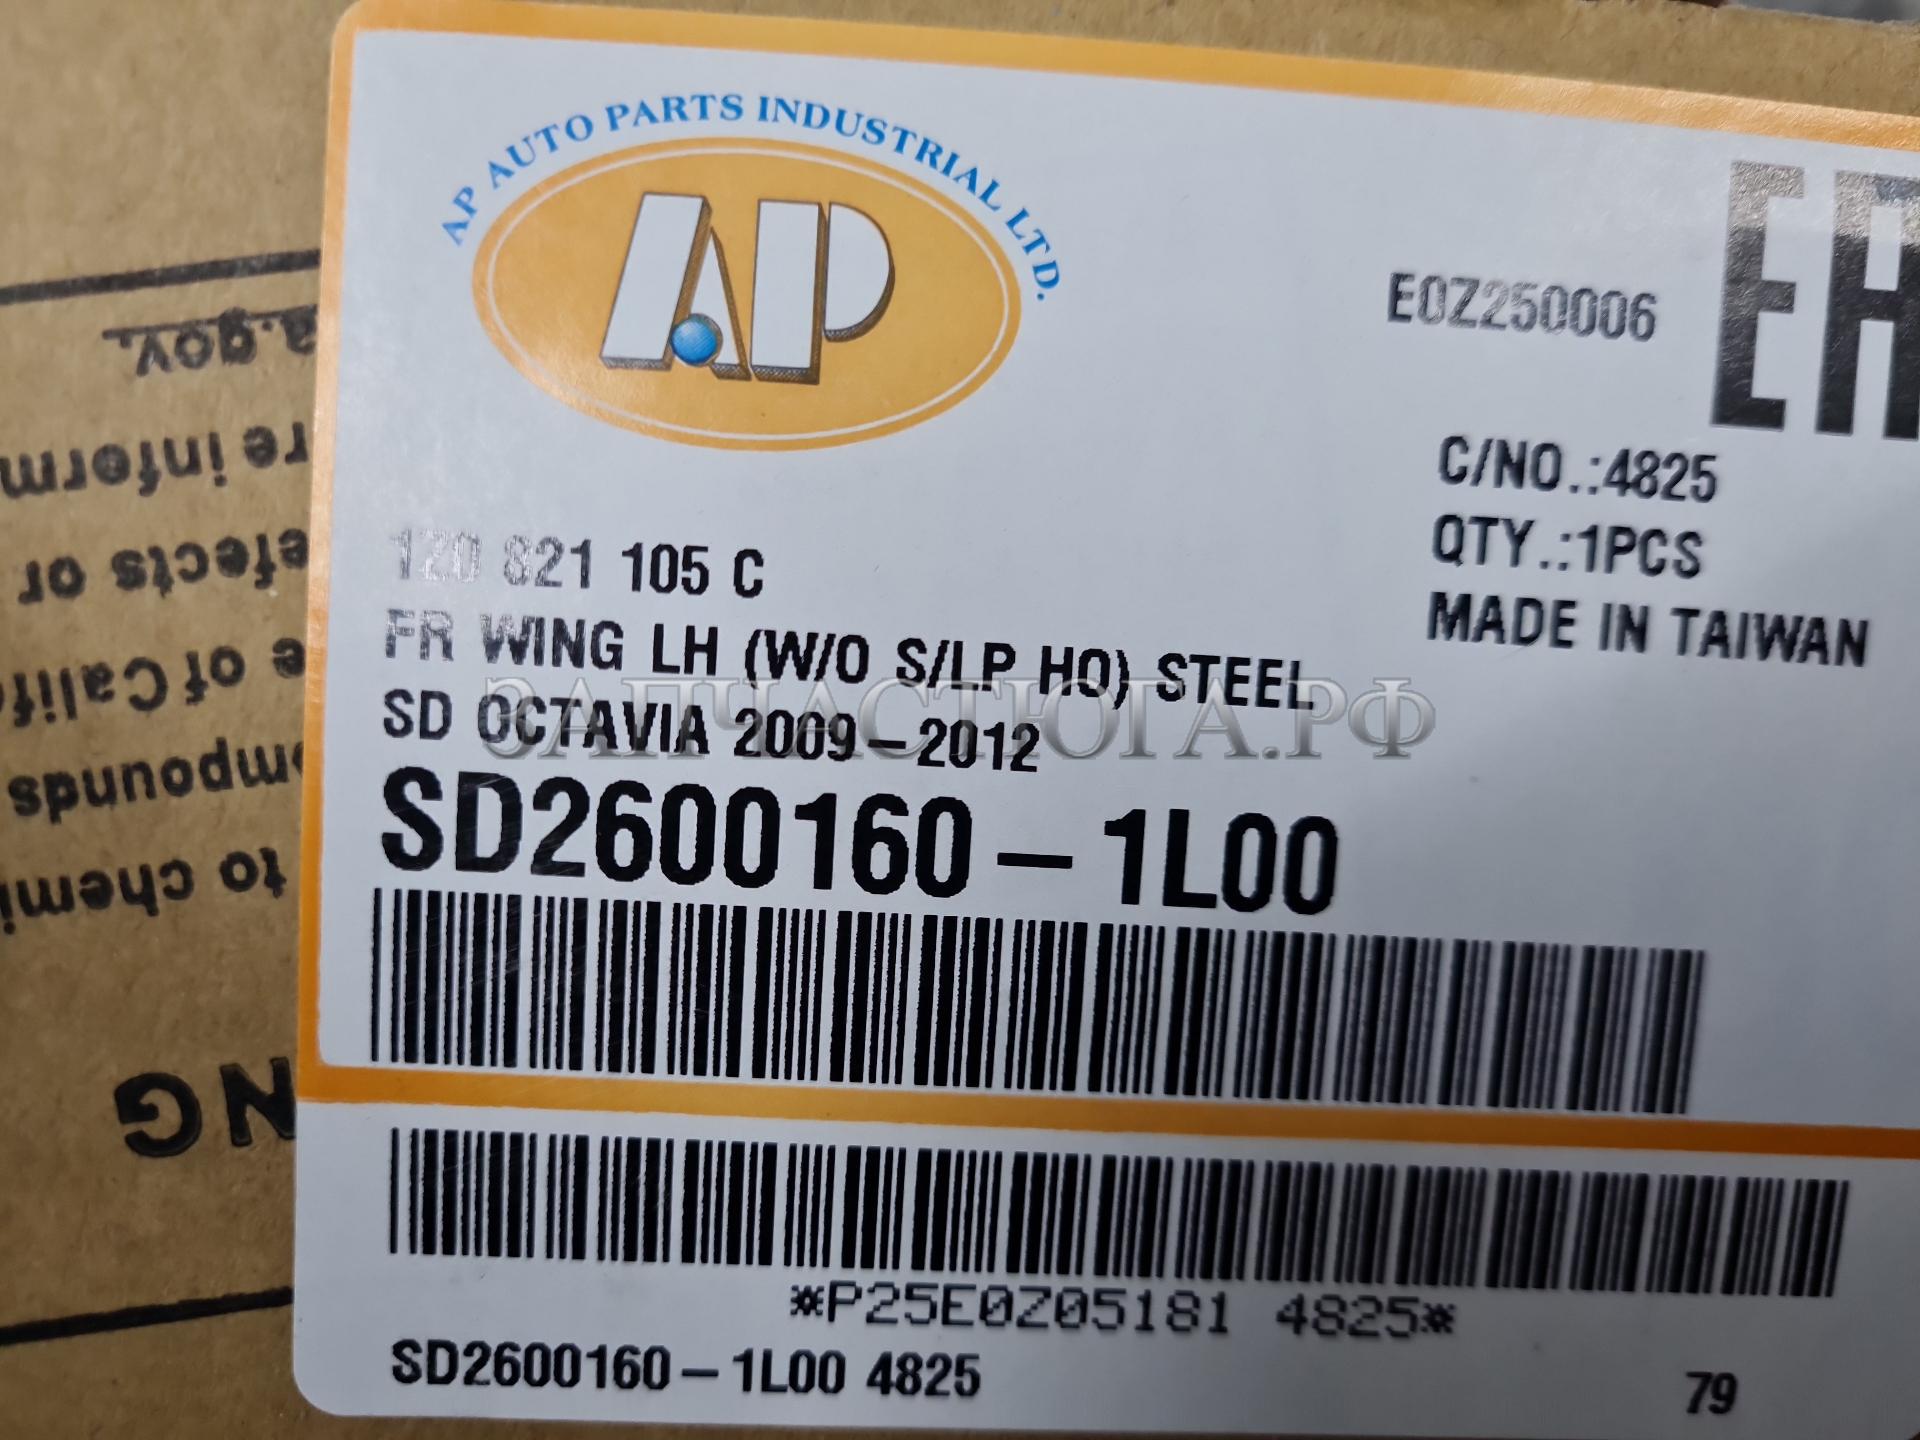 AP AUTO PARTS INDUSTRIAL LTD.
AP
E0Z250006
C/NO.:4825
QTY.:1PCS
MADE IN TAIWAN
1Z0 821 105 C
FR WING LH (W/O S/LP HO) STEEL
SD OCTAVIA 2009-2012
ЗАПЧАСТЮГА.РФ
SD2600160-1L00
*P25E0Z05181 4825*
SD2600160-1L00 4825
79
a.gov.
re inform
efects or
e of Calif
ompounds
to chemi
NG